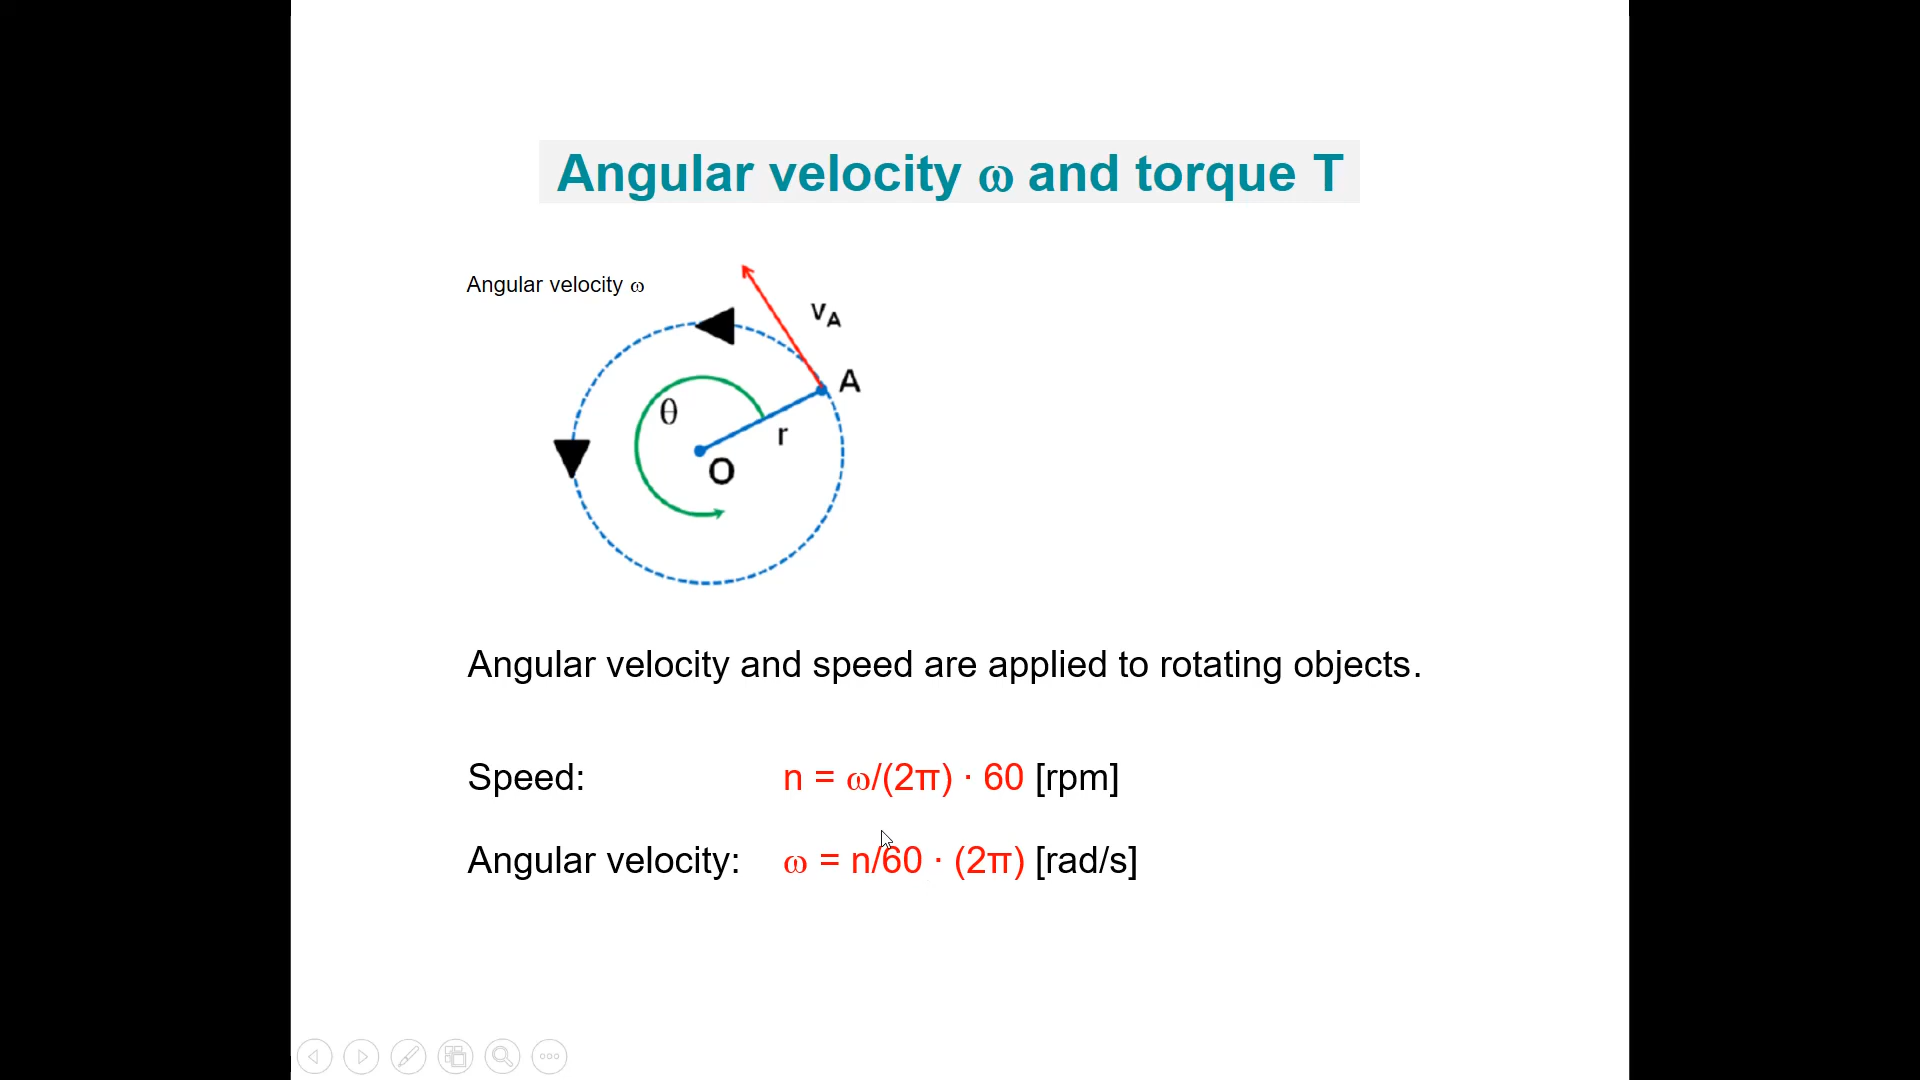 Angular velocity ω and torque T
Angular velocity ω
vA
A
θ
r
O
Angular velocity and speed are applied to rotating objects.
Speed: n = ω/(2π) · 60 [rpm]
Angular velocity: ω = n/60 · (2π) [rad/s]